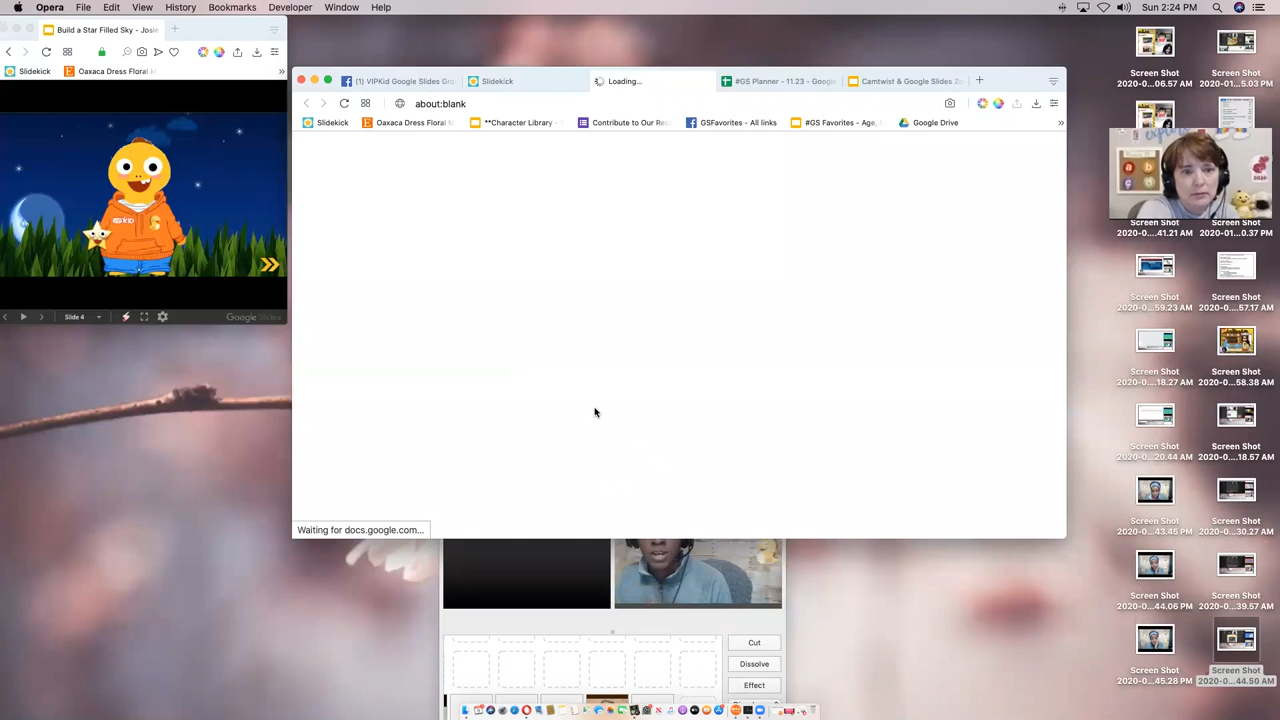 Opera File Edit View History Bookmarks Developer Window Help
Sun 2:24 PM
Build a Star Filled Sky - Josie
Slidekick Oaxaca Dress Floral M
Slide 4
Google Slides
(1) VIPKid Google Slides Gro
Slidekick
Loading...
#GS Planner - 11.23 - Google
Camtwist & Google Slides Zo
about:blank
Slidekick
Oaxaca Dress Floral M
**Character Library -
Contribute to Our Res
GSFavorites - All links
#GS Favorites - Age,
Google Drive
Waiting for docs.google.com...
Cut
Dissolve
Effect
Screen Shot
2020-0...06.57 AM
Screen Shot
2020-01...5.03 PM
Screen Shot
2020-0....41.21 AM
Screen Shot
2020-01...0.37 PM
Screen Shot
2020-0...59.23 AM
Screen Shot
2020-0....57.17 AM
Screen Shot
2020-0...18.27 AM
Screen Shot
2020-0...58.38 AM
Screen Shot
2020-0...20.44 AM
Screen Shot
2020-0...18.57 AM
Screen Shot
2020-0...43.45 PM
Screen Shot
2020-0...30.27 AM
Screen Shot
2020-0...44.06 PM
Screen Shot
2020-0...39.57 AM
Screen Shot
2020-0...45.28 PM
Screen Shot
2020-0...44.50 AM